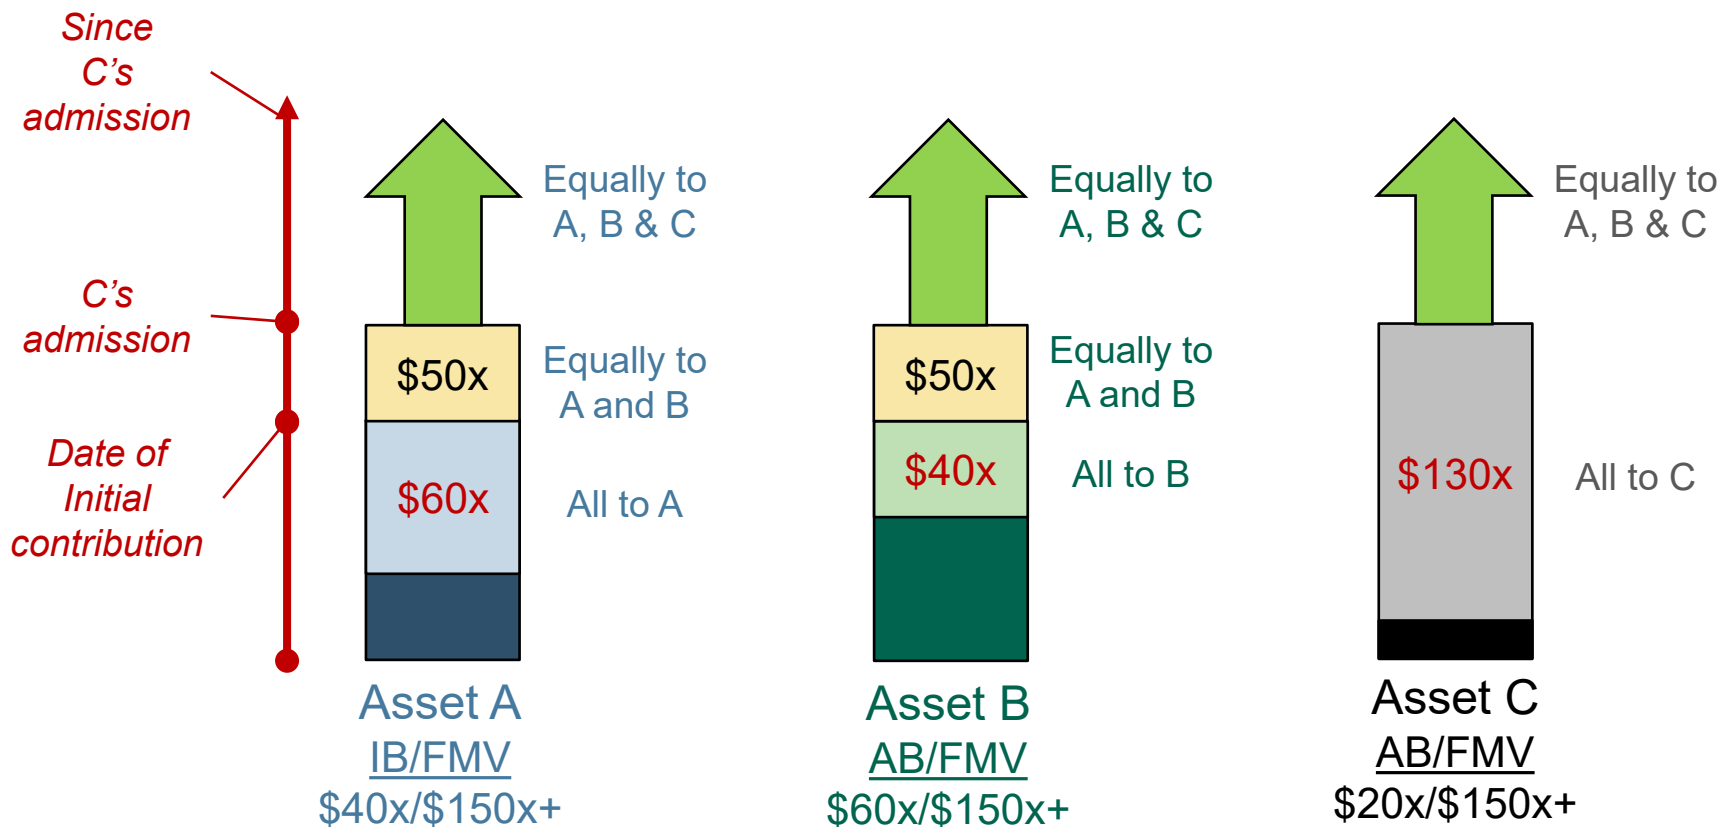 Since
C’s
admission
C’s
admission
Date of
Initial
contribution
Equally to
A, B & C
$50x
Equally to
A and B
$60x
All to A
Asset A
IB/FMV
$40x/$150x+
Equally to
A, B & C
$50x
Equally to
A and B
$40x
All to B
Asset B
AB/FMV
$60x/$150x+
Equally to
A, B & C
$130x
All to C
Asset C
AB/FMV
$20x/$150x+